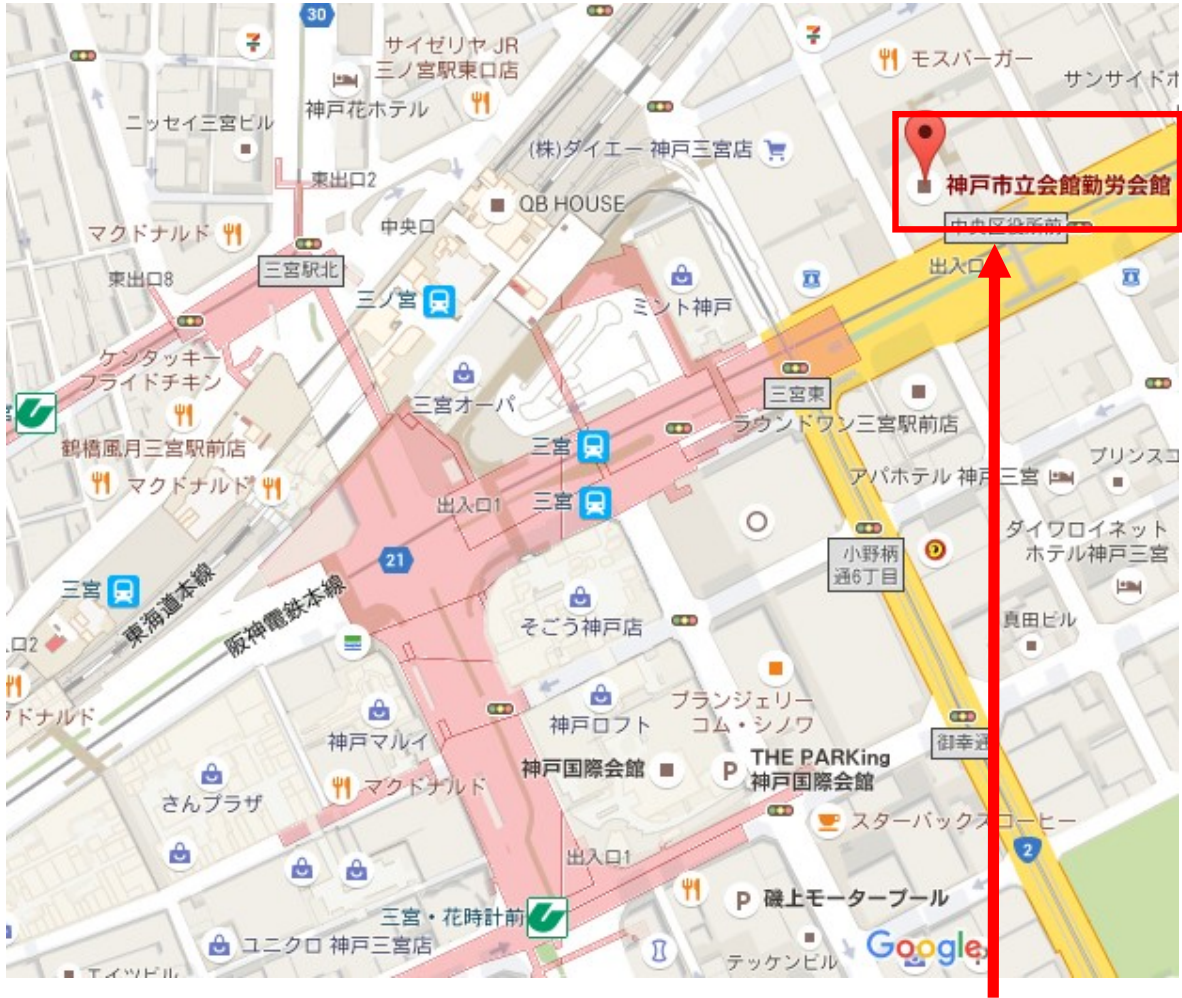 30
サイゼリヤ JR
三ノ宮駅東口店
モスバーガー
サンサイドホ
神戸花ホテル
ニッセイ三宮ビル
(株)ダイエー 神戸三宮店
東出口2
神戸市立会館勤労会館
QB HOUSE
中央口
マクドナルド
中央区役所前
三宮駅北
東出口8
出入口
三ノ宮
ミント神戸
ケンタッキー
フライドチキン
三宮オーパ
三宮東
ラウンドワン三宮駅前店
鶴橋風月三宮駅前店
三宮
プリンスコ
マクドナルド
アパホテル 神戸三宮
出入口1
三宮
ダイワロイネット
ホテル神戸三宮
21
小野柄
通6丁目
三宮
東海道本線
阪神電鉄本線
そごう神戸店
真田ビル
入口2
ブランジェリー
コム・シノワ
クドナルド
神戸ロフト
神戸マルイ
御幸通
THE PARKing
神戸国際会館
P
神戸国際会館
さんプラザ
マクドナルド
スターバックスコーヒー
2
出入口1
P
磯上モータープール
三宮・花時計前
ユニクロ 神戸三宮店
Google
テッケンビル
エイツビル